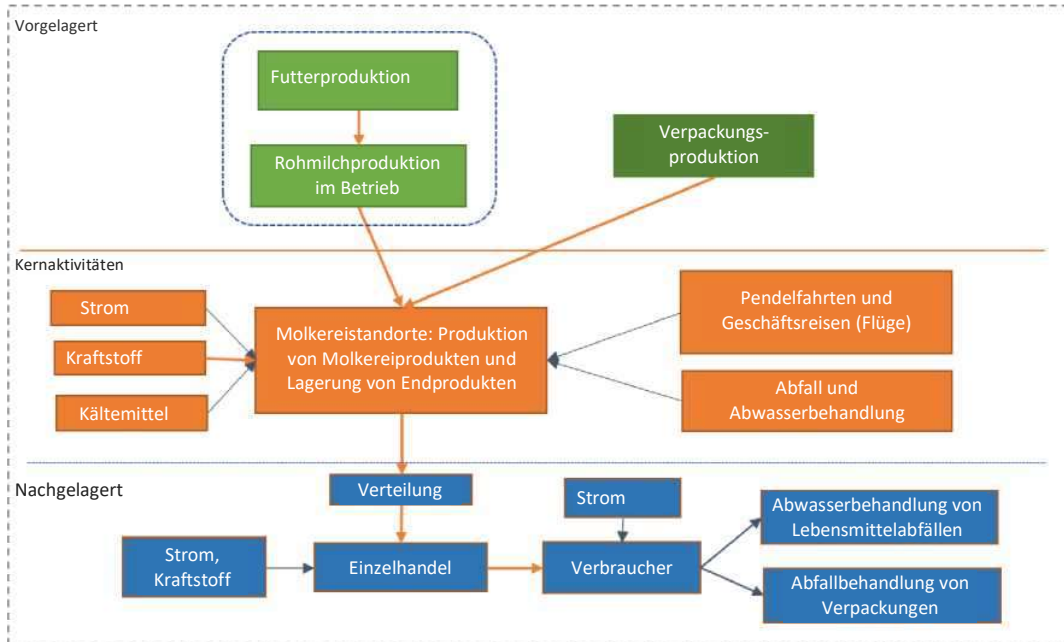 Vorgelagert
Futterproduktion
Rohmilchproduktion
im Betrieb
Verpackungs-
produktion
Kernaktivitäten
Strom
Kraftstoff
Kältemittel
Molkereistandorte: Produktion
von Molkereiprodukten und
Lagerung von Endprodukten
Pendelfahrten und
Geschäftsreisen (Flüge)
Abfall und
Abwasserbehandlung
Nachgelagert
Verteilung
Strom
Strom,
Kraftstoff
Einzelhandel
Verbraucher
Abwasserbehandlung von
Lebensmittelabfällen
Abfallbehandlung von
Verpackungen